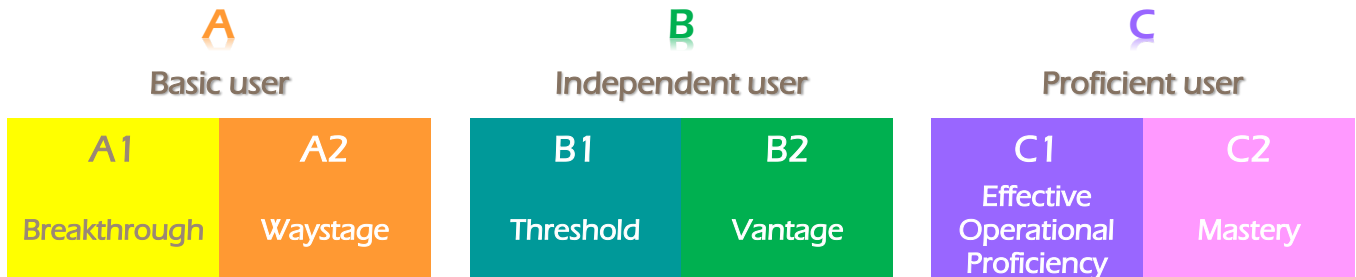 A
Basic user
A1
Breakthrough
A2
Waystage
B
Independent user
B1
Threshold
B2
Vantage
C
Proficient user
C1
Effective
Operational
Proficiency
C2
Mastery